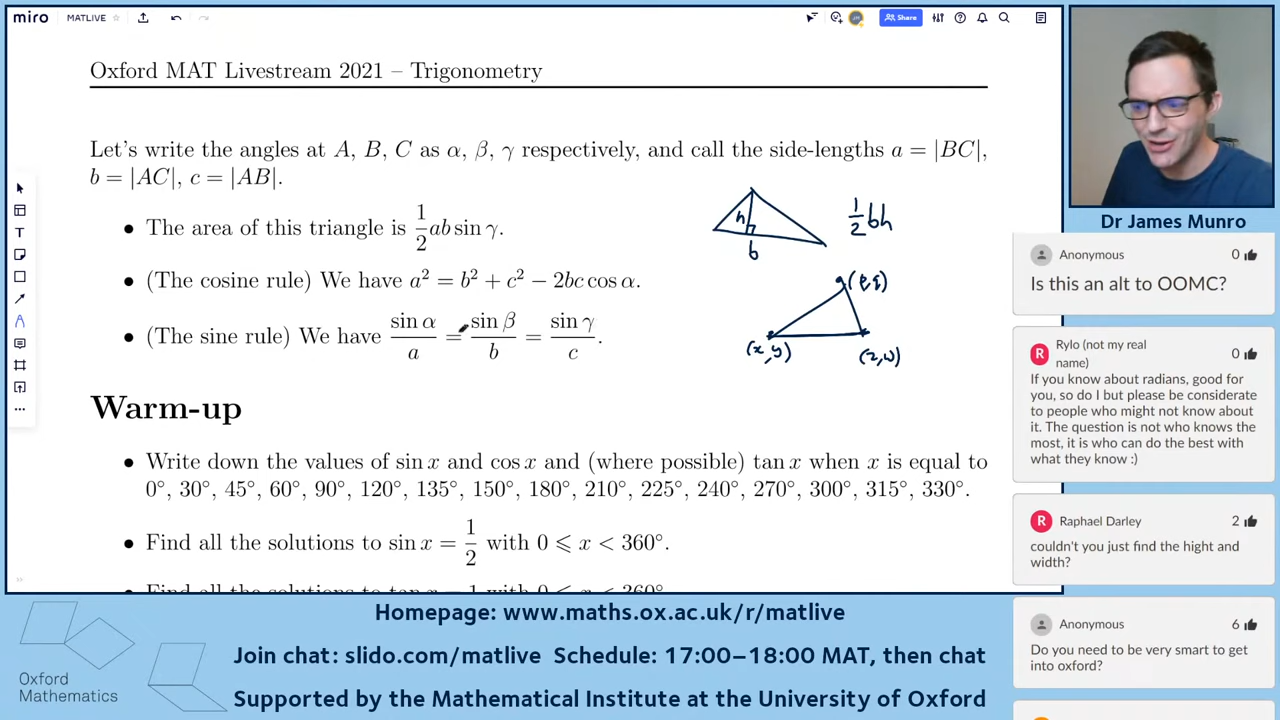 miro
MATLIVE
Share
Oxford MAT Livestream 2021 – Trigonometry
Let's write the angles at A, B, C as α, β, γ respectively, and call the side-lengths a = |BC|,
b = |AC|, c = |AB|.
• The area of this triangle is 1/2 ab sin γ.
• (The cosine rule) We have a² = b² + c² − 2bc cos α.
• (The sine rule) We have sin α/a = sin β/b = sin γ/c.
h
b
1/2 bh
(p,q)
(x,y)
(z,w)
Warm-up
• Write down the values of sin x and cos x and (where possible) tan x when x is equal to
0°, 30°, 45°, 60°, 90°, 120°, 135°, 150°, 180°, 210°, 225°, 240°, 270°, 300°, 315°, 330°.
• Find all the solutions to sin x = 1/2 with 0 ⩽ x < 360°.
• Find all the solutions to tan x = 1 with 0 ⩽ x < 360°.
Dr James Munro
Anonymous
0
Is this an alt to OOMC?
R
Rylo (not my real
name)
0
If you know about radians, good for
you, so do I but please be considerate
to people who might not know about
it. The question is not who knows the
most, it is who can do the best with
what they know :)
R
Raphael Darley
2
couldn't you just find the hight and
width?
Anonymous
6
Do you need to be very smart to get
into oxford?
Oxford
Mathematics
Homepage: www.maths.ox.ac.uk/r/matlive
Join chat: slido.com/matlive Schedule: 17:00–18:00 MAT, then chat
Supported by the Mathematical Institute at the University of Oxford